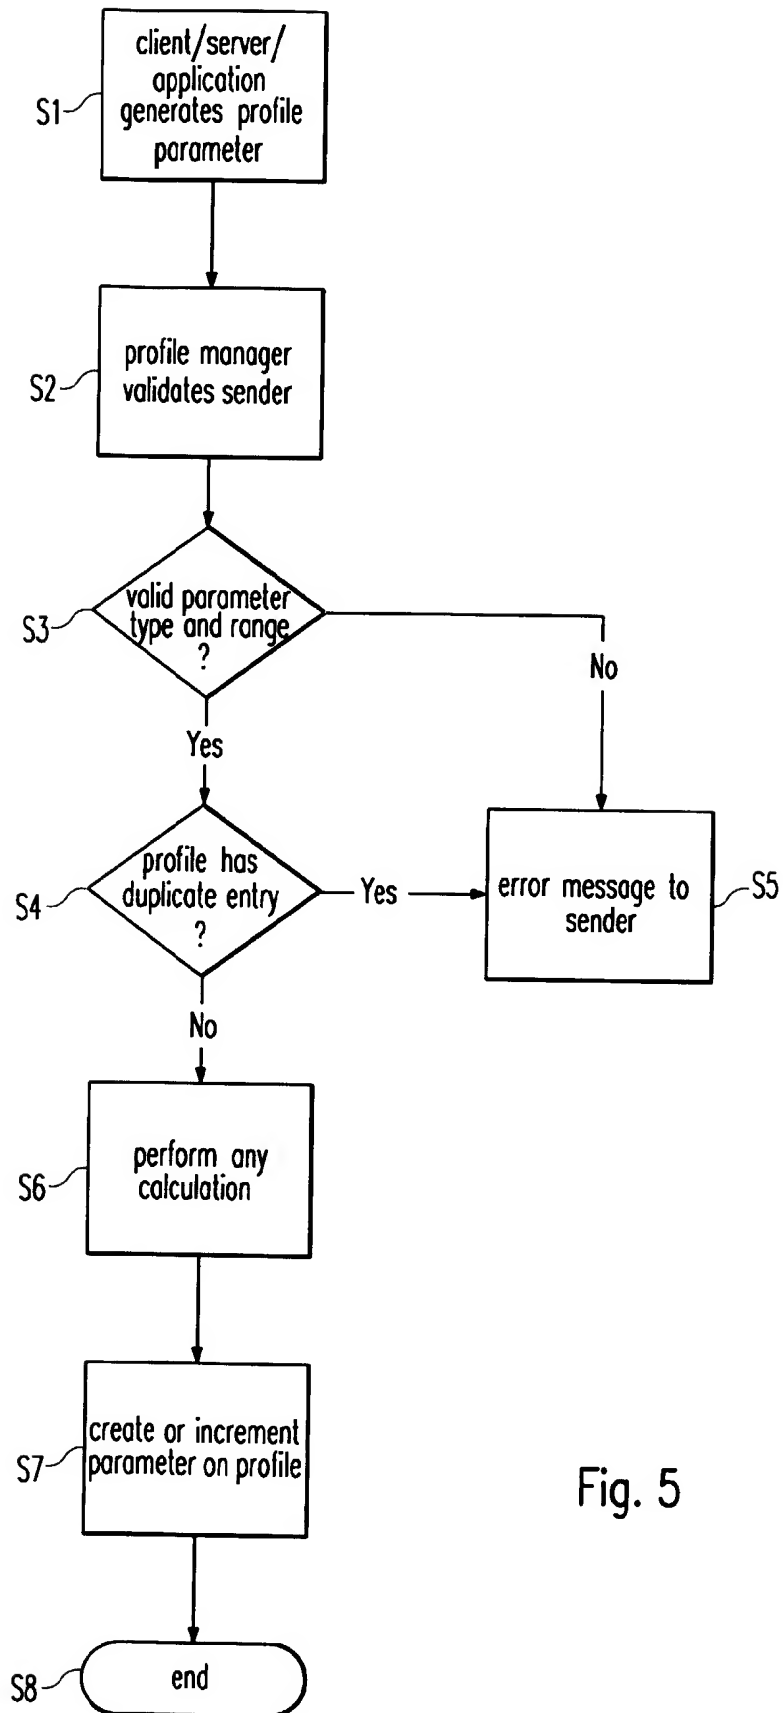 client/server/
application
generates profile
parameter
S1
profile manager
validates sender
S2
valid parameter
type and range
?
S3
No
Yes
profile has
duplicate entry
?
S4
Yes
error message to
sender
S5
No
perform any
calculation
S6
create or increment
parameter on profile
S7
Fig. 5
end
S8